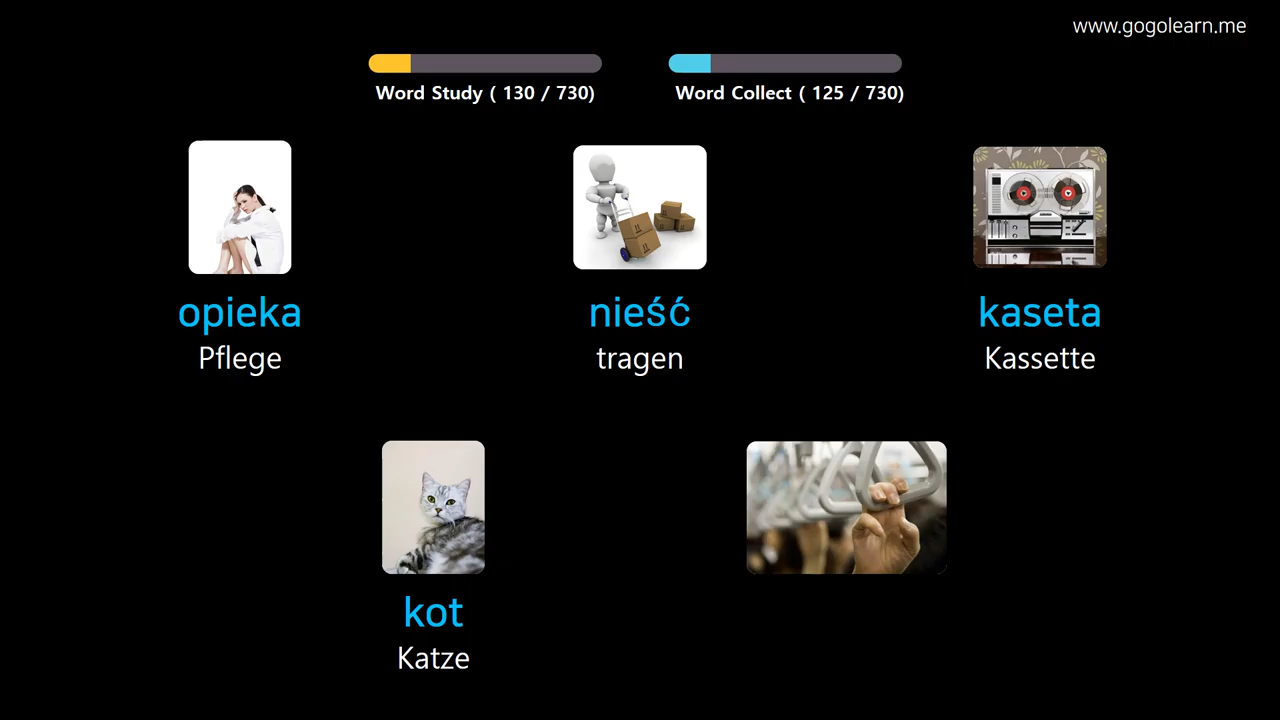 www.gogolearn.me
Word Study ( 130 / 730)
Word Collect ( 125 / 730)
opieka
Pflege
nieść
tragen
kaseta
Kassette
kot
Katze